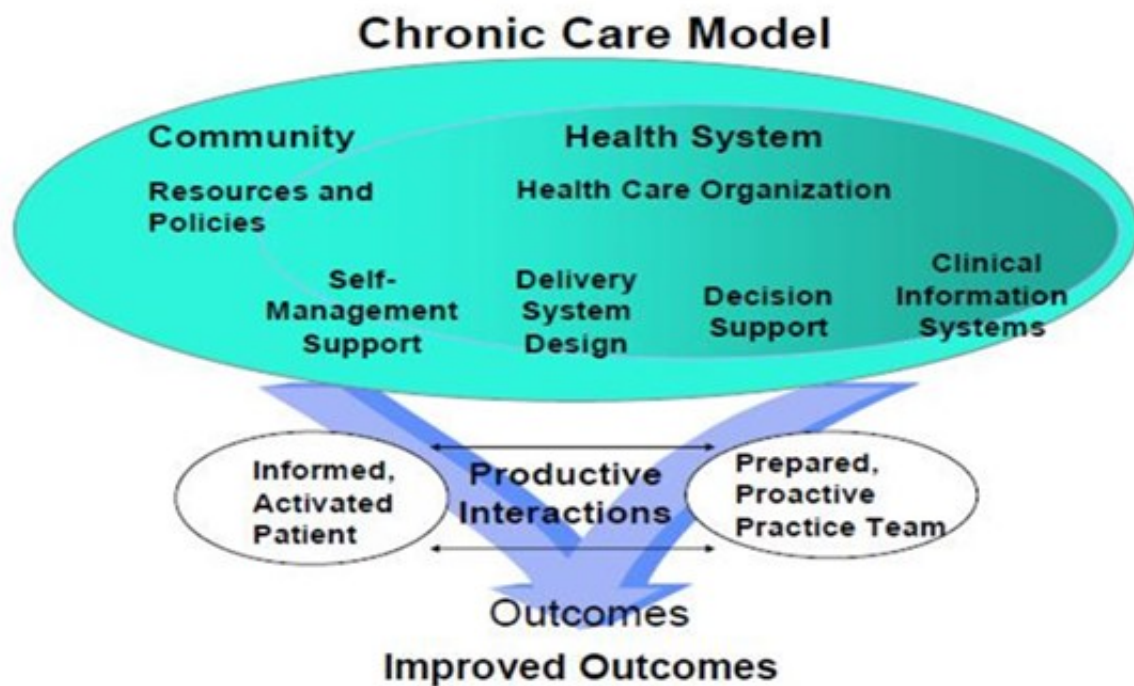 Chronic Care Model
Community
Resources and
Policies
Health System
Health Care Organization
Self-
Management
Support
Delivery
System
Design
Decision
Support
Clinical
Information
Systems
Informed,
Activated
Patient
Productive
Interactions
Prepared,
Proactive
Practice Team
Outcomes
Improved Outcomes